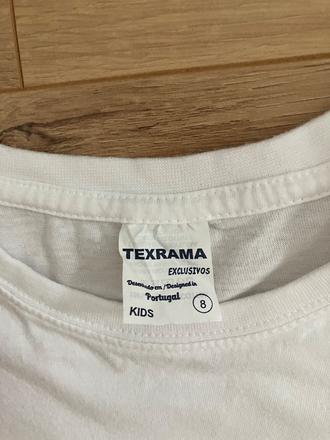 TEXRAMA
EXCLUSIVOS
Desenhado em/Designed in
Portugal
KIDS 8